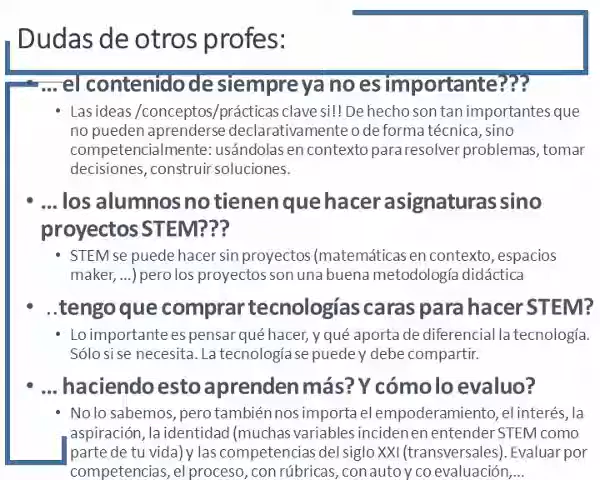 Dudas de otros profes:
• ... el contenido de siempre ya no es importante???
• Las ideas /conceptos/prácticas clave si!! De hecho son tan importantes que
no pueden aprenderse declarativamente o de forma técnica, sino
competencialmente: usándolas en contexto para resolver problemas, tomar
decisiones, construir soluciones.
• ... los alumnos no tienen que hacer asignaturas sino
proyectos STEM???
• STEM se puede hacer sin proyectos (matemáticas en contexto, espacios
maker, ...) pero los proyectos son una buena metodología didáctica
• ..tengo que comprar tecnologías caras para hacer STEM?
• Lo importante es pensar qué hacer, y qué aporta de diferencial la tecnología.
Sólo si se necesita. La tecnología se puede y debe compartir.
• ... haciendo esto aprenden más? Y cómo lo evaluo?
• No lo sabemos, pero también nos importa el empoderamiento, el interés, la
aspiración, la identidad (muchas variables inciden en entender STEM como
parte de tu vida) y las competencias del siglo XXI (transversales). Evaluar por
competencias, el proceso, con rúbricas, con auto y co evaluación,...